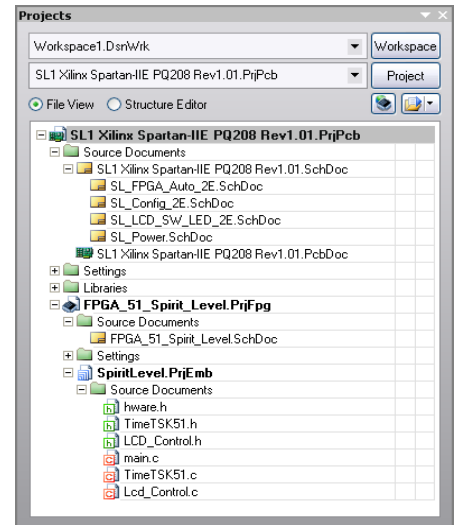 Projects
Workspace1.DsnWrk Workspace
SL1 Xilinx Spartan-IIE PQ208 Rev1.01.PrjPcb Project
File View Structure Editor
SL1 Xilinx Spartan-IIE PQ208 Rev1.01.PrjPcb
Source Documents
SL1 Xilinx Spartan-IIE PQ208 Rev1.01.SchDoc
SL_FPGA_Auto_2E.SchDoc
SL_Config_2E.SchDoc
SL_LCD_SW_LED_2E.SchDoc
SL_Power.SchDoc
SL1 Xilinx Spartan-IIE PQ208 Rev1.01.PcbDoc
Settings
Libraries
FPGA_51_Spirit_Level.PrjFpg
Source Documents
FPGA_51_Spirit_Level.SchDoc
Settings
SpiritLevel.PrjEmb
Source Documents
hware.h
TimeTSK51.h
LCD_Control.h
main.c
TimeTSK51.c
Lcd_Control.c